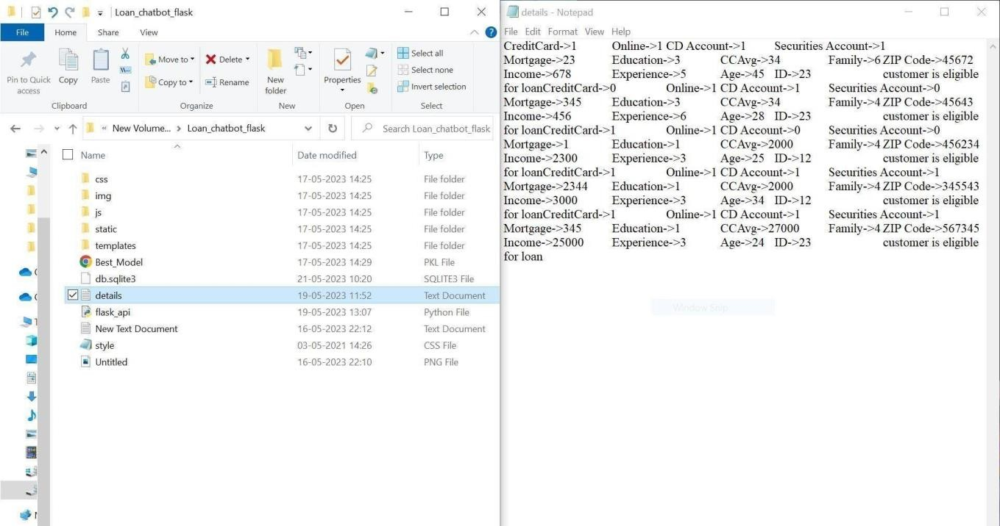 Loan_chatbot_flask
File Home Share View
Pin to Quick access
Copy
Paste
Clipboard
Move to
Copy to
Delete
Rename
Organize
New folder
New
Properties
Open
Select all
Select none
Invert selection
Select
« New Volume... > Loan_chatbot_flask
Search Loan_chatbot_flask
Name Date modified Type
css 17-05-2023 14:25 File folder
img 17-05-2023 14:25 File folder
js 17-05-2023 14:25 File folder
static 17-05-2023 14:25 File folder
templates 17-05-2023 14:25 File folder
Best_Model 17-05-2023 14:29 PKL File
db.sqlite3 21-05-2023 10:20 SQLITE3 File
details 19-05-2023 11:52 Text Document
flask_api 19-05-2023 13:07 Python File
New Text Document 16-05-2023 22:12 Text Document
style 03-05-2021 14:26 CSS File
Untitled 16-05-2023 22:10 PNG File
details - Notepad
File Edit Format View Help
CreditCard->1 Online->1 CD Account->1 Securities Account->1
Mortgage->23 Education->3 CCAvg->34 Family->6 ZIP Code->45672
Income->678 Experience->5 Age->45 ID->23 customer is eligible
for loanCreditCard->0 Online->1 CD Account->1 Securities Account->0
Mortgage->345 Education->3 CCAvg->34 Family->4 ZIP Code->45643
Income->456 Experience->6 Age->28 ID->23 customer is eligible
for loanCreditCard->1 Online->1 CD Account->0 Securities Account->0
Mortgage->1 Education->1 CCAvg->2000 Family->4 ZIP Code->456234
Income->2300 Experience->3 Age->25 ID->12 customer is eligible
for loanCreditCard->1 Online->1 CD Account->1 Securities Account->1
Mortgage->2344 Education->1 CCAvg->2000 Family->4 ZIP Code->345543
Income->3000 Experience->3 Age->34 ID->12 customer is eligible
for loanCreditCard->1 Online->1 CD Account->1 Securities Account->1
Mortgage->345 Education->1 CCAvg->27000 Family->4 ZIP Code->567345
Income->25000 Experience->3 Age->24 ID->23 customer is eligible
for loan
Window Snip